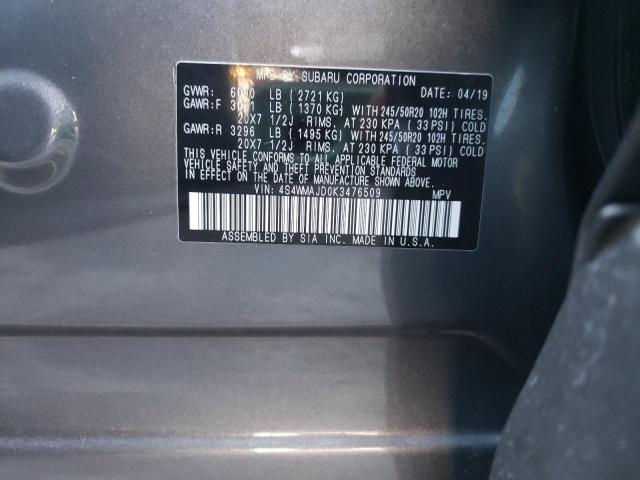 MFD BY SUBARU CORPORATION
GVWR: LB (2721 KG) DATE: 04/19
GAWR:F LB (1370 KG) WITH 245/50R20 102H TIRES.
20X7 1/2J RIMS, AT 230 KPA (33 PSI) COLD
GAWR:R 3296 LB (1495 KG) WITH 245/50R20 102H TIRES.
20X7 1/2J RIMS, AT 230 KPA (33 PSI) COLD
THIS VEHICLE CONFORMS TO ALL APPLICABLE FEDERAL MOTOR
VEHICLE SAFETY AND THEFT PREVENTION STANDARDS
IN EFFECT ON THE DATE OF MANUFACTURE SHOWN ABOVE.
VIN: 4S4WMAJD0K3476509 MPV
ASSEMBLED BY SIA INC. MADE IN U.S.A.